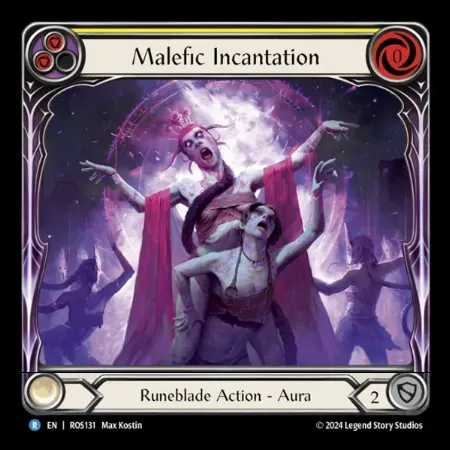 Malefic Incantation
0
Runeblade Action - Aura
2
R EN | ROS131 Max Kostin
© 2024 Legend Story Studios